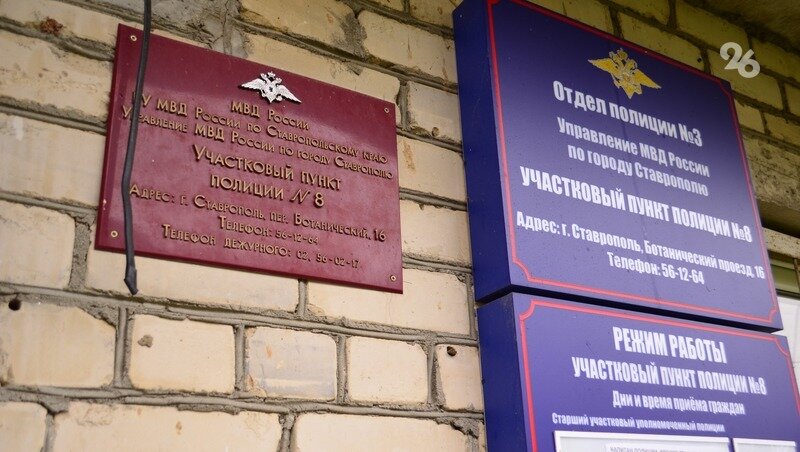 МВД России
ГУ МВД России по Ставропольскому краю
Управление МВД России по городу Ставрополю
Участковый пункт
полиции № 8
Адрес: г. Ставрополь, пер. Ботанический, 16
Телефон: 56-12-64
Телефон дежурного: 02, 56-02-17
26
Отдел полиции №3
Управление МВД России
по городу Ставрополю
УЧАСТКОВЫЙ ПУНКТ ПОЛИЦИИ №8
Адрес: г. Ставрополь, Ботанический проезд, 16
Телефон: 56-12-64
РЕЖИМ РАБОТЫ
УЧАСТКОВЫЙ ПУНКТ ПОЛИЦИИ №8
Дни и время приёма граждан
Старший участковый уполномоченный полиции